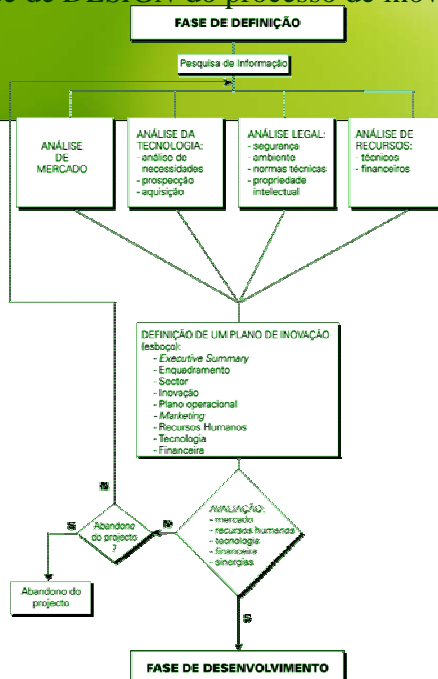 de DESIGN do processo de
FASE DE DEFINIÇÃO
Pesquisa de Informação
ANÁLISE
DE
MERCADO
ANÁLISE DA
TECNOLOGIA:
- análise de
necessidades
- prospecção
- aquisição
ANÁLISE LEGAL:
- segurança
- ambiente
- normas técnicas
- propriedade
intelectual
ANÁLISE DE
RECURSOS:
- técnicos
- financeiros
DEFINIÇÃO DE UM PLANO DE INOVAÇÃO
(esboço):
- Executive Summary
- Enquadramento
- Sector
- Inovação
- Plano operacional
- Marketing
- Recursos Humanos
- Tecnologia
- Financeira
AVALIAÇÃO:
- mercado
- recursos humanos
- tecnologia
- financeira
- sinergias
Abandono
do projecto
?
Abandono do
projecto
FASE DE DESENVOLVIMENTO